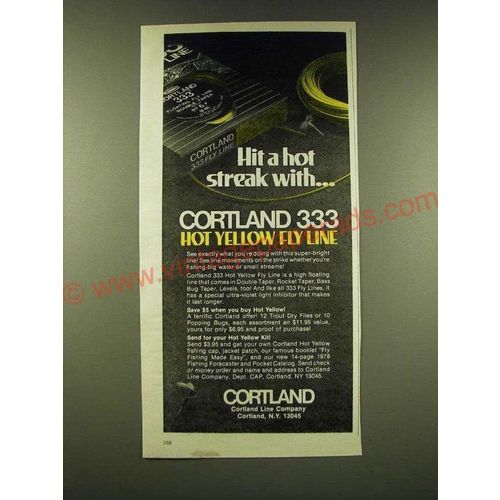 LINE
CORTLAND
333
CORTLAND
333 FLY LINE
Hit a hot
streak with...
CORTLAND 333
HOT YELLOW FLY LINE
See exactly what you're doing with this super-bright
line! See line movements on the strike whether you're
fishing big water or small streams!
Cortland 333 Hot Yellow Fly Line is a high floating
line that comes in Double Taper, Rocket Taper, Bass
Bug Taper, Levels, too! And like all 333 Fly Lines, it
has a special ultra-violet light inhibitor that makes
it last longer.
Save $5 when you buy Hot Yellow!
A terrific Cortland offer! 12 Trout Dry Flies or 10
Popping Bugs, each assortment an $11.95 value,
yours for only $6.95 and proof of purchase!
Send for your Hot Yellow Kit!
Send $3.95 and get your own Cortland Hot Yellow
fishing cap, jacket patch, our famous booklet "Fly
Fishing Made Easy", and our new 14-page 1978
Fishing Forecaster and Pocket Catalog. Send check
or money order and name and address to Cortland
Line Company, Dept. CAP, Cortland, NY 13045.
CORTLAND
Cortland Line Company
Cortland, N.Y. 13045
158